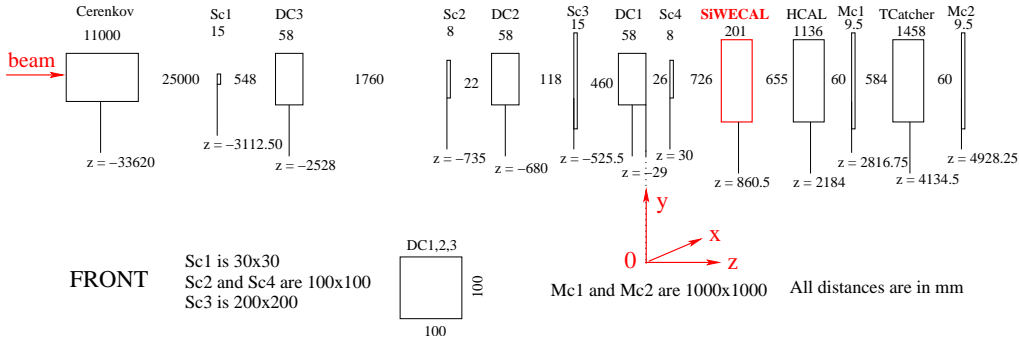 Cerenkov Sc1 DC3 Sc2 DC2 Sc3 DC1 Sc4 SiWECAL HCAL Mc1 TCatcher Mc2
11000 15 58 8 58 15 58 8 201 1136 9.5 1458 9.5
beam 25000 548 1760 22 118 460 26 726 655 60 584 60
z = −33620 z = −3112.50 z = −2528 z = −735 z = −680 z = −525.5 z = −29 z = 30 z = 860.5 z = 2184 z = 2816.75 z = 4134.5 z = 4928.25
y
x
0 z
FRONT
Sc1 is 30x30
Sc2 and Sc4 are 100x100
Sc3 is 200x200
DC1,2,3
100
100
Mc1 and Mc2 are 1000x1000 All distances are in mm